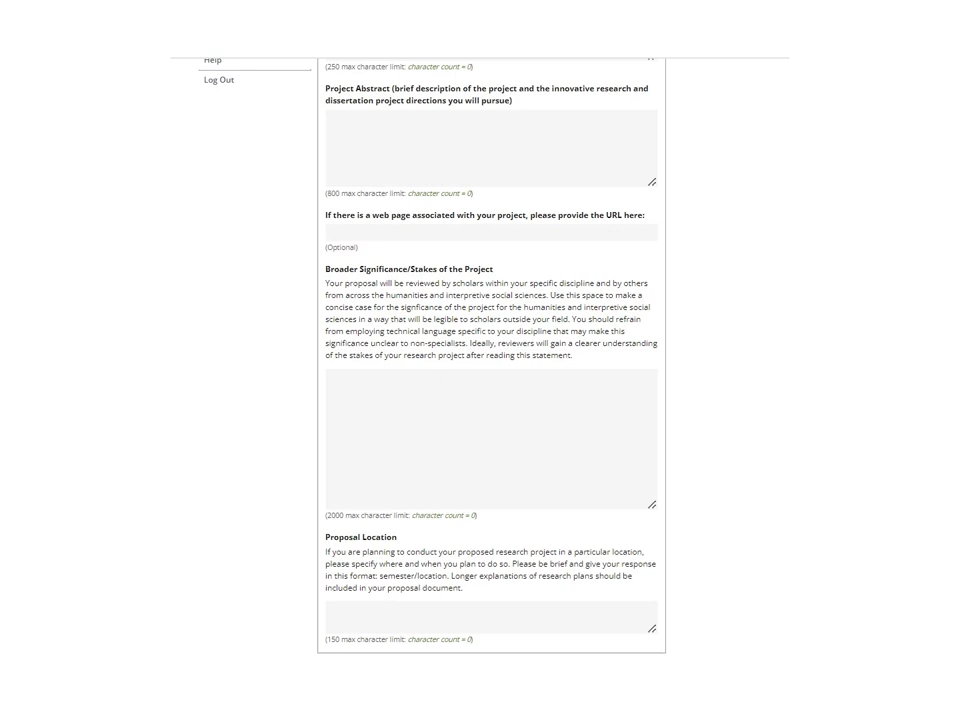 Help
Log Out
(250 max character limit: character count = 0)
Project Abstract (brief description of the project and the innovative research and
dissertation project directions you will pursue)
(800 max character limit: character count = 0)
If there is a web page associated with your project, please provide the URL here:
(Optional)
Broader Significance/Stakes of the Project
Your proposal will be reviewed by scholars within your specific discipline and by others
from across the humanities and interpretive social sciences. Use this space to make a
concise case for the signficance of the project for the humanities and interpretive social
sciences in a way that will be legible to scholars outside your field. You should refrain
from employing technical language specific to your discipline that may make this
significance unclear to non-specialists. Ideally, reviewers will gain a clearer understanding
of the stakes of your research project after reading this statement.
(2000 max character limit: character count = 0)
Proposal Location
If you are planning to conduct your proposed research project in a particular location,
please specify where and when you plan to do so. Please be brief and give your response
in this format: semester/location. Longer explanations of research plans should be
included in your proposal document.
(150 max character limit: character count = 0)